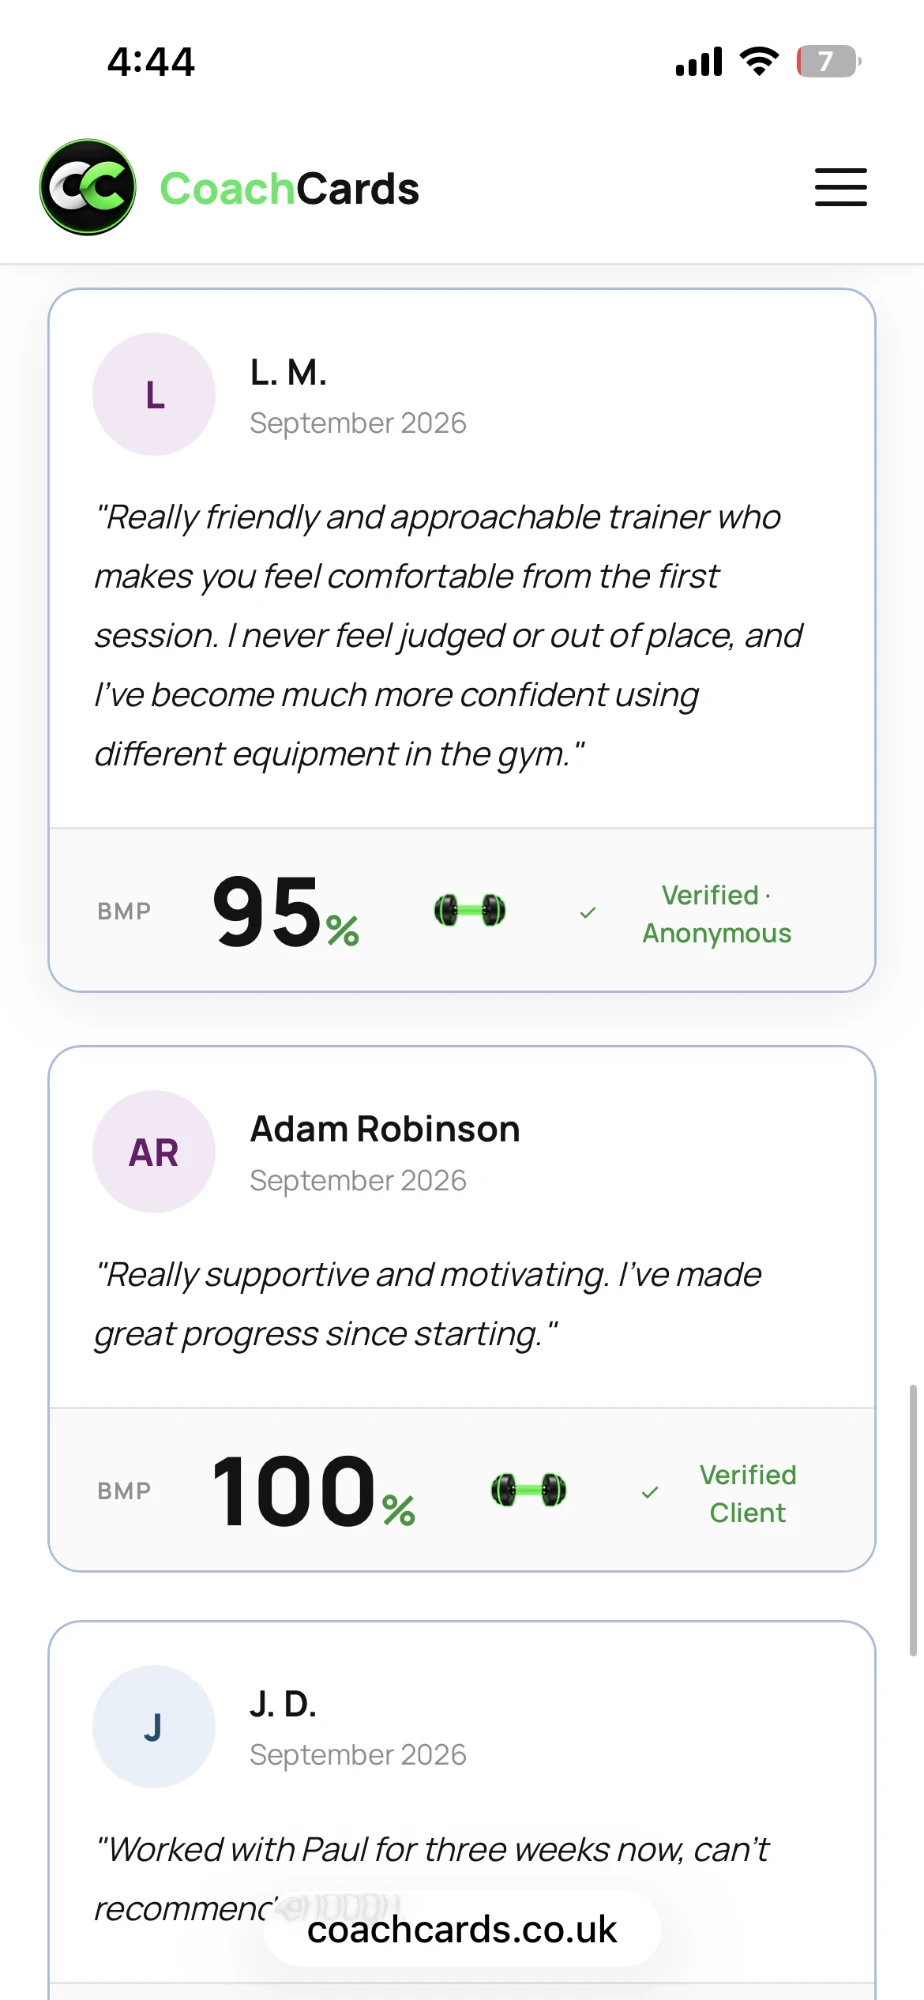 4:44
7
CC
CoachCards
L
L. M.
September 2026
"Really friendly and approachable trainer who
makes you feel comfortable from the first
session. I never feel judged or out of place, and
I've become much more confident using
different equipment in the gym."
BMP
95%
Verified ·
Anonymous
AR
Adam Robinson
September 2026
"Really supportive and motivating. I've made
great progress since starting."
BMP
100%
Verified
Client
J
J. D.
September 2026
"Worked with Paul for three weeks now, can't
recommend
coachcards.co.uk